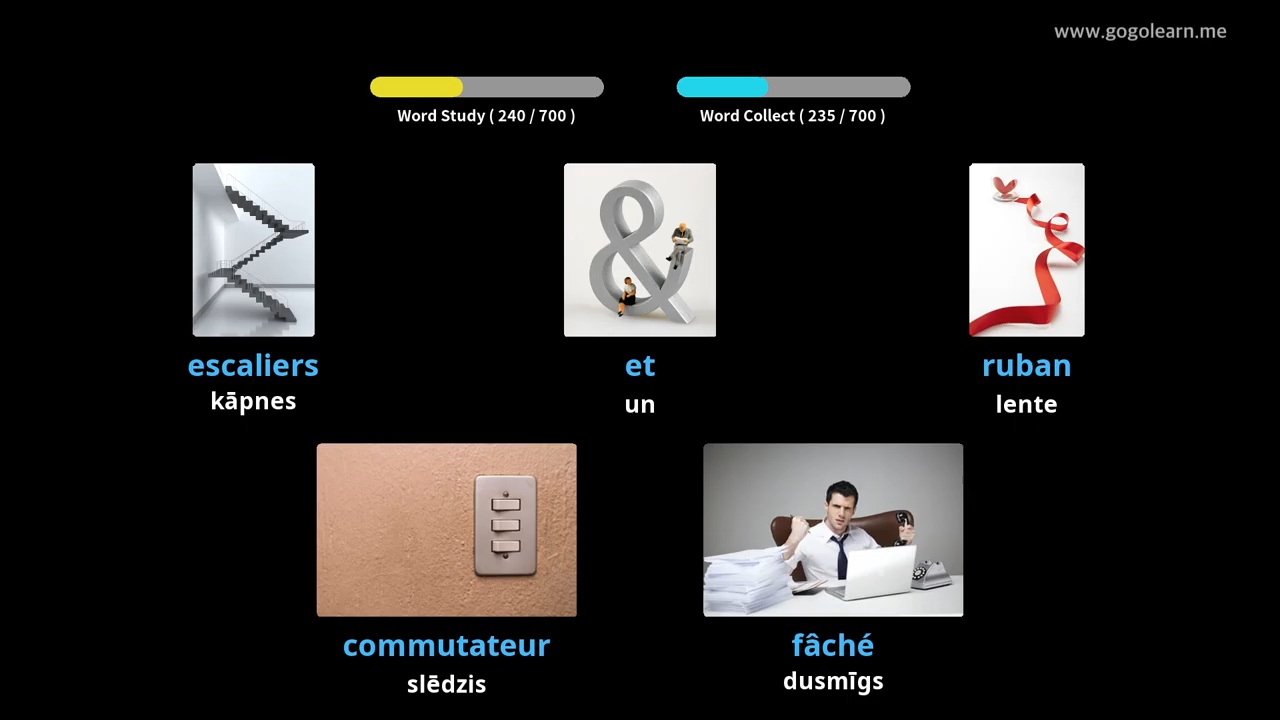 www.gogolearn.me
Word Study ( 240 / 700 )
Word Collect ( 235 / 700 )
&
escaliers
kāpnes
et
un
ruban
lente
commutateur
slēdzis
fâché
dusmīgs